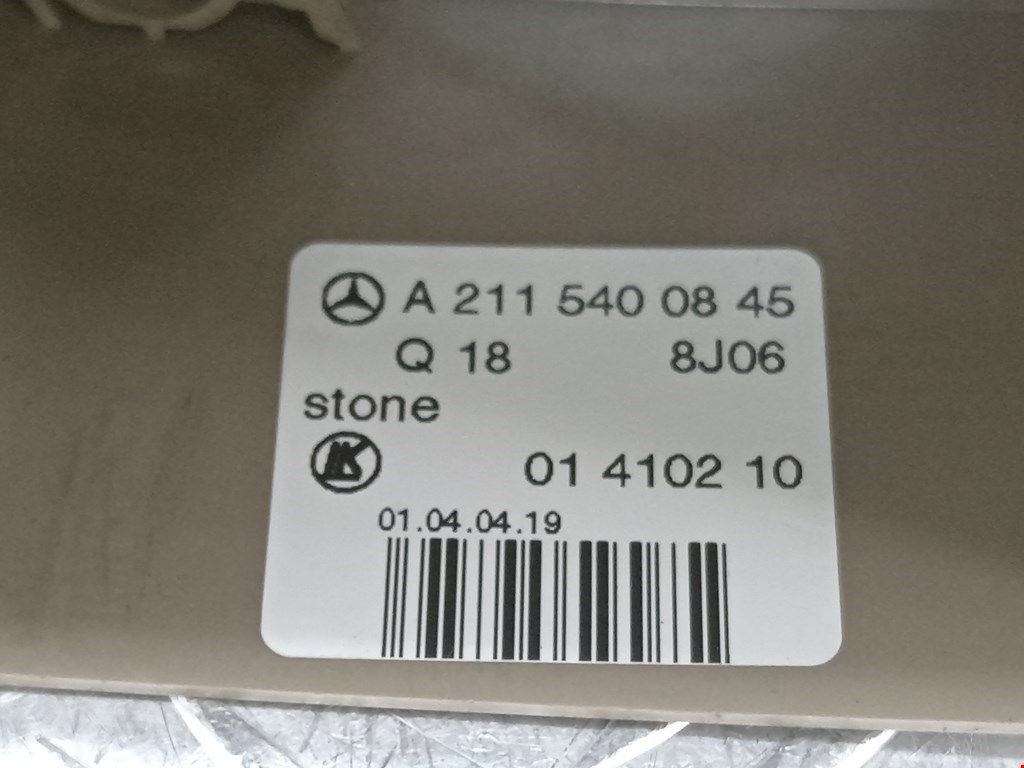 A 211 540 08 45
Q 18 8J06
stone
01 4102 10
01.04.04.19